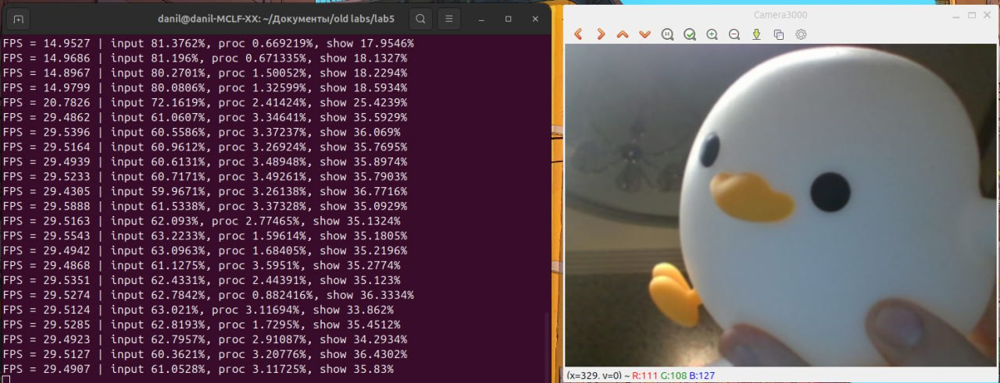 danil@danil-MCLF-XX: ~/Документы/old labs/lab5
FPS = 14.9527 | input 81.3762%, proc 0.669219%, show 17.9546%
FPS = 14.9686 | input 81.196%, proc 0.671335%, show 18.1327%
FPS = 14.8967 | input 80.2701%, proc 1.50052%, show 18.2294%
FPS = 14.9799 | input 80.0806%, proc 1.32599%, show 18.5934%
FPS = 20.7826 | input 72.1619%, proc 2.41424%, show 25.4239%
FPS = 29.4862 | input 61.0607%, proc 3.34641%, show 35.5929%
FPS = 29.5396 | input 60.5586%, proc 3.37237%, show 36.069%
FPS = 29.5164 | input 60.9612%, proc 3.26924%, show 35.7695%
FPS = 29.4939 | input 60.6131%, proc 3.48948%, show 35.8974%
FPS = 29.5233 | input 60.7171%, proc 3.49261%, show 35.7903%
FPS = 29.4305 | input 59.9671%, proc 3.26138%, show 36.7716%
FPS = 29.5888 | input 61.5338%, proc 3.37328%, show 35.0929%
FPS = 29.5163 | input 62.093%, proc 2.77465%, show 35.1324%
FPS = 29.5543 | input 63.2233%, proc 1.59614%, show 35.1805%
FPS = 29.4942 | input 63.0963%, proc 1.68405%, show 35.2196%
FPS = 29.4868 | input 61.1275%, proc 3.5951%, show 35.2774%
FPS = 29.5351 | input 62.4331%, proc 2.44391%, show 35.123%
FPS = 29.5274 | input 62.7842%, proc 0.882416%, show 36.3334%
FPS = 29.5124 | input 63.021%, proc 3.11694%, show 33.862%
FPS = 29.5285 | input 62.8193%, proc 1.7295%, show 35.4512%
FPS = 29.4923 | input 62.7957%, proc 2.91087%, show 34.2934%
FPS = 29.5127 | input 60.3621%, proc 3.20776%, show 36.4302%
FPS = 29.4907 | input 61.0528%, proc 3.11725%, show 35.83%
Camera3000
(x=329, y=0) ~ R:111 G:108 B:127